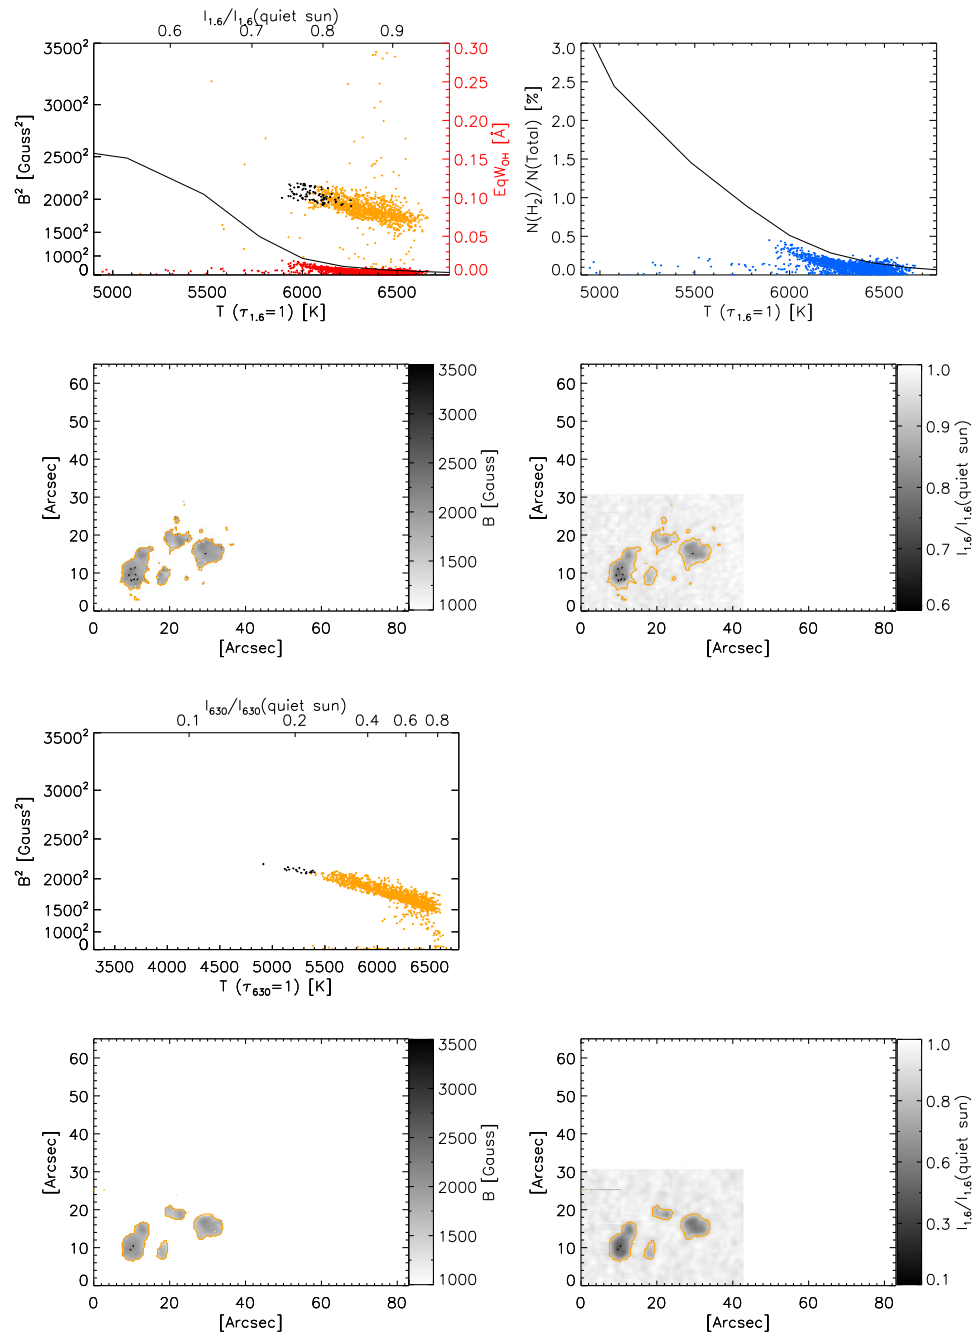 I1.6/I1.6(quiet sun)
0.6 0.7 0.8 0.9
3500² 3000² 2500² 2000² 1500² 1000² 0
B² [Gauss²]
0.30 0.25 0.20 0.15 0.10 0.05 0.00
EqWOH [Å]
5000 5500 6000 6500
T (τ1.6=1) [K]
3.0 2.5 2.0 1.5 1.0 0.5 0.0
N(H2)/N(Total) [%]
5000 5500 6000 6500
T (τ1.6=1) [K]
60 50 40 30 20 10 0
[Arcsec]
0 20 40 60 80
[Arcsec]
3500 3000 2500 2000 1500 1000
B [Gauss]
60 50 40 30 20 10 0
[Arcsec]
0 20 40 60 80
[Arcsec]
1.0 0.9 0.8 0.7 0.6
I1.6/I1.6(quiet sun)
I630/I630(quiet sun)
0.1 0.2 0.4 0.6 0.8
3500² 3000² 2500² 2000² 1500² 1000² 0
B² [Gauss²]
3500 4000 4500 5000 5500 6000 6500
T (τ630=1) [K]
60 50 40 30 20 10 0
[Arcsec]
0 20 40 60 80
[Arcsec]
3500 3000 2500 2000 1500 1000
B [Gauss]
60 50 40 30 20 10 0
[Arcsec]
0 20 40 60 80
[Arcsec]
1.0 0.8 0.6 0.3 0.1
I1.6/I1.6(quiet sun)